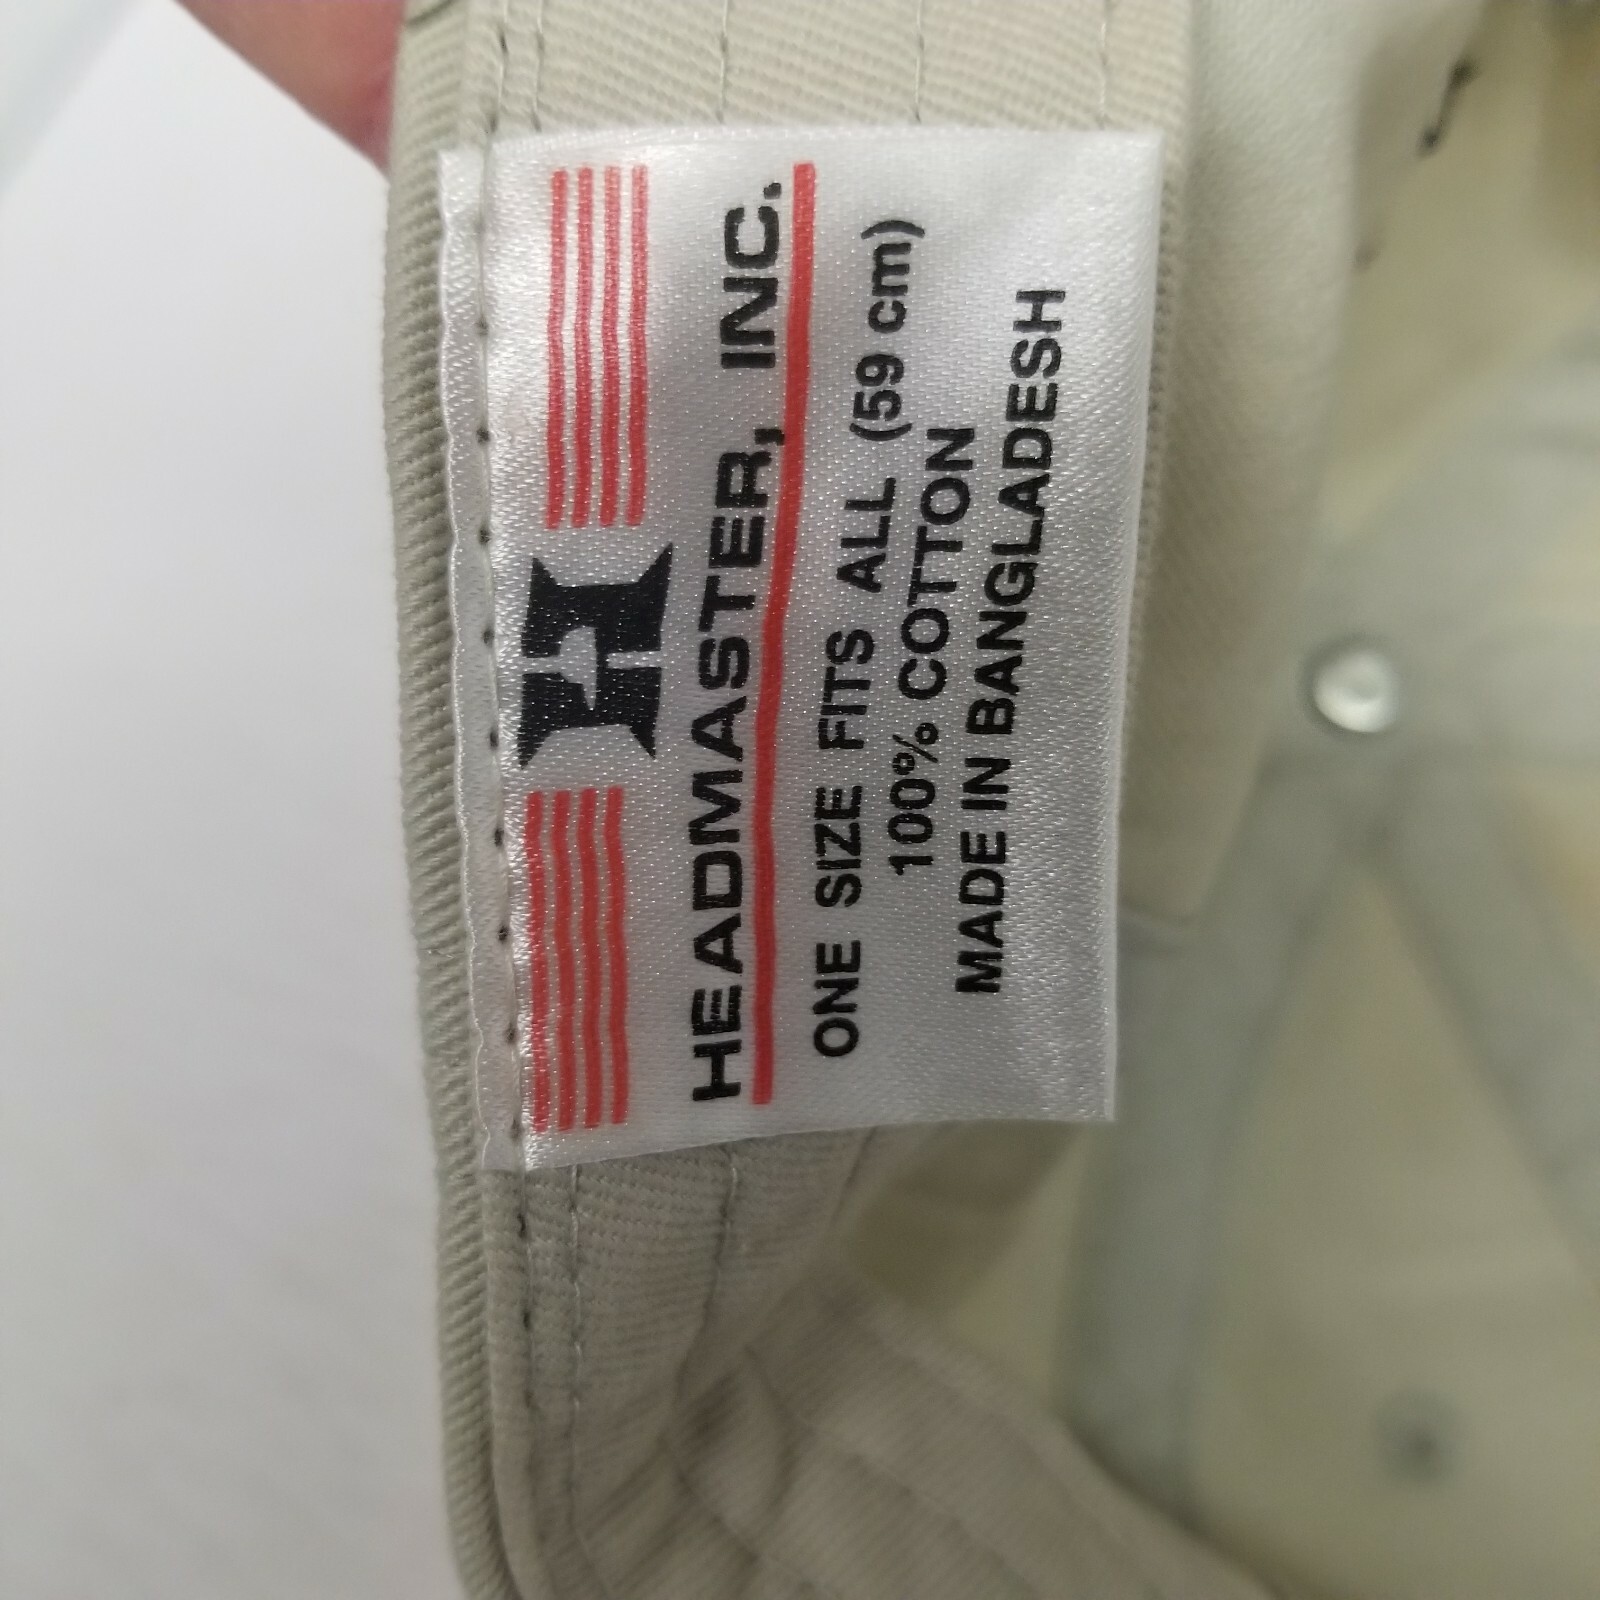 H
HEADMASTER, INC.
ONE SIZE FITS ALL (59 cm)
100% COTTON
MADE IN BANGLADESH